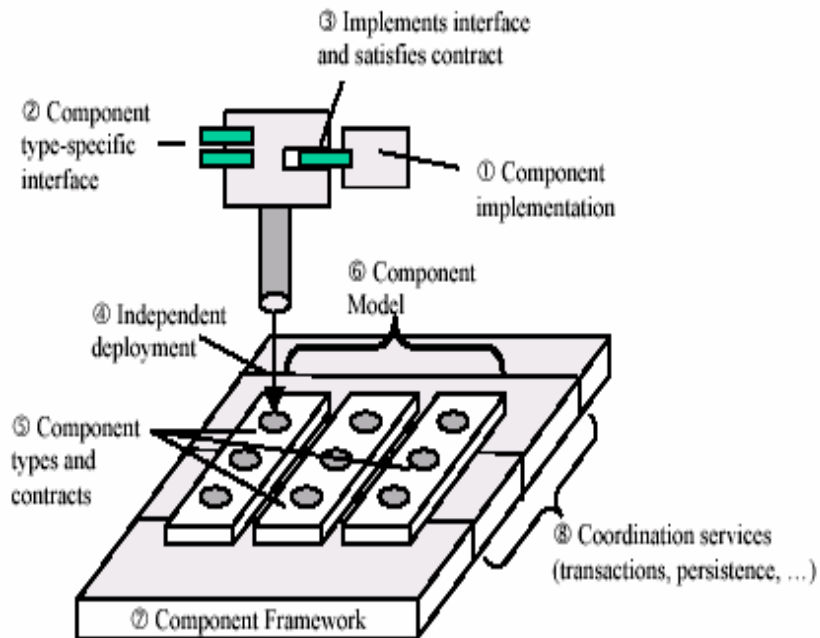 ③ Implements interface
and satisfies contract
② Component
type-specific
interface
① Component
implementation
⑥ Component
Model
④ Independent
deployment
⑤ Component
types and
contracts
⑧ Coordination services
(transactions, persistence, …)
⑦ Component Framework